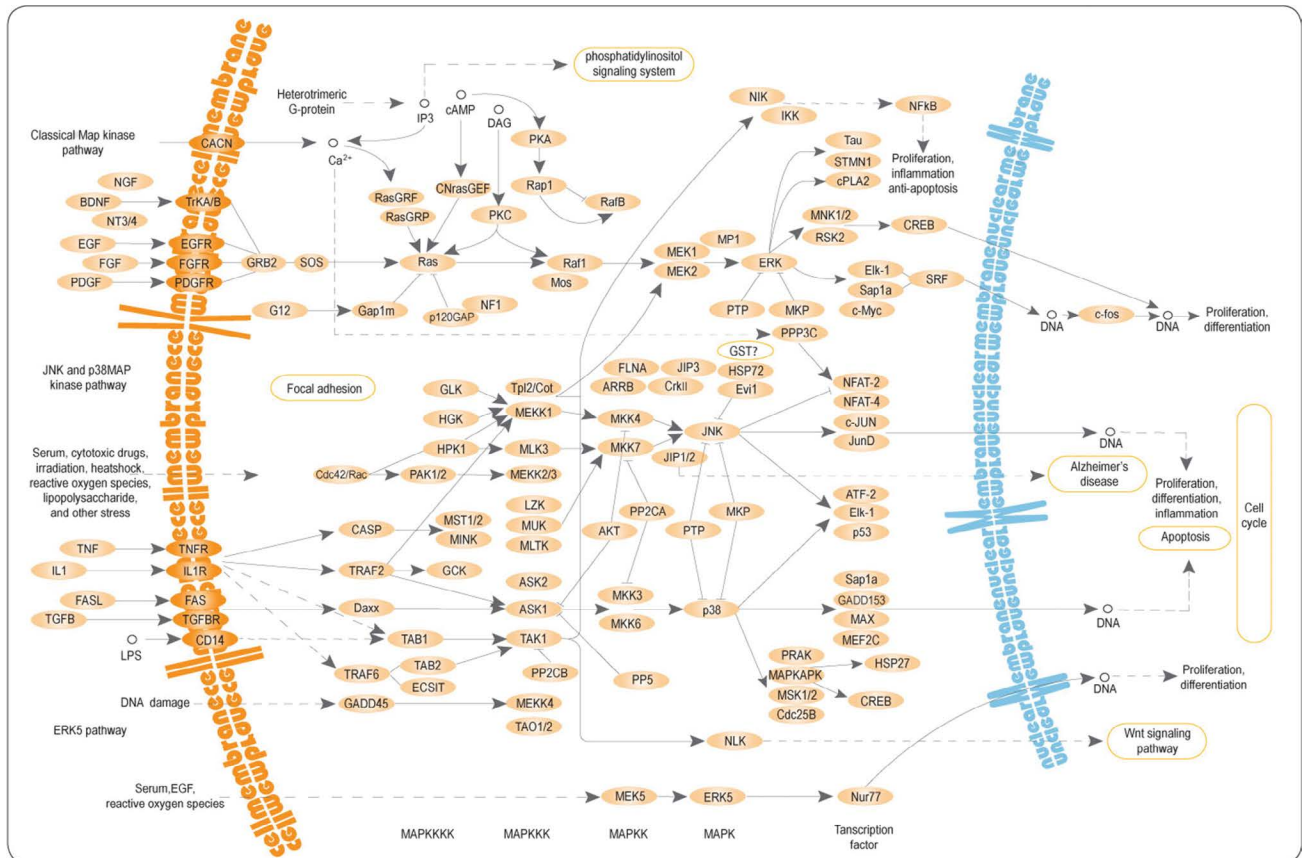 phosphatidylinositol
signaling system
Heterotrimeric
G-protein
IP3
cAMP
DAG
NIK
IKK
NFkB
Classical Map kinase
pathway
CACN
Ca2+
PKA
Tau
STMN1
cPLA2
Proliferation,
inflammation
anti-apoptosis
NGF
BDNF
NT3/4
TrKA/B
RasGRF
RasGRP
CNrasGEF
Rap1
RafB
PKC
MNK1/2
RSK2
CREB
EGF
FGF
PDGF
EGFR
FGFR
PDGFR
GRB2
SOS
Ras
Raf1
Mos
MEK1
MEK2
MP1
ERK
Elk-1
Sap1a
c-Myc
SRF
G12
Gap1m
p120GAP
NF1
PTP
MKP
PPP3C
DNA
c-fos
DNA
Proliferation,
differentiation
JNK and p38MAP
kinase pathway
Focal adhesion
GST?
FLNA
JIP3
HSP72
ARRB
CrkII
Evi1
NFAT-2
NFAT-4
c-JUN
JunD
GLK
HGK
HPK1
Tpl2/Cot
MEKK1
MLK3
MKK4
MKK7
JNK
JIP1/2
DNA
Serum, cytotoxic drugs,
irradiation, heatshock,
reactive oxygen species,
lipopolysaccharide,
and other stress
Cdc42/Rac
PAK1/2
MEKK2/3
Alzheimer's
disease
Proliferation,
differentiation,
inflammation
Cell
cycle
Apoptosis
LZK
MUK
MLTK
CASP
MST1/2
MINK
AKT
PP2CA
PTP
MKP
ATF-2
Elk-1
p53
TNF
IL1
TNFR
IL1R
TRAF2
GCK
ASK2
ASK1
MKK3
MKK6
p38
Sap1a
GADD153
MAX
MEF2C
DNA
FASL
TGFB
FAS
TGFBR
Daxx
LPS
CD14
TAB1
TAK1
TRAF6
TAB2
ECSIT
PP2CB
PP5
PRAK
MAPKAPK
MSK1/2
Cdc25B
HSP27
CREB
DNA
Proliferation,
differentiation
DNA damage
GADD45
MEKK4
TAO1/2
ERK5 pathway
NLK
Wnt signaling
pathway
Serum,EGF,
reactive oxygen species
MEK5
ERK5
Nur77
MAPKKKK
MAPKKK
MAPKK
MAPK
Tanscription
factor